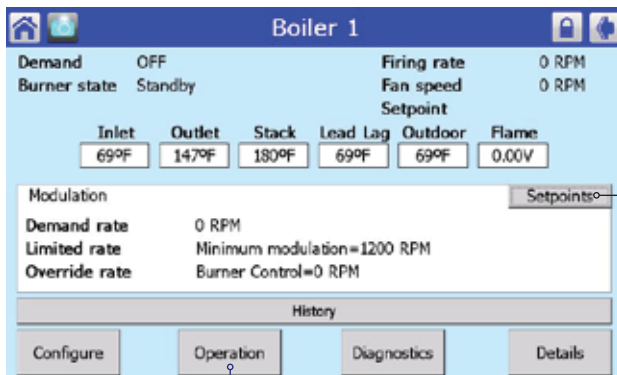 Boiler 1
Demand OFF Firing rate 0 RPM
Burner state Standby Fan speed 0 RPM
Setpoint
Inlet Outlet Stack Lead Lag Outdoor Flame
69ºF 147ºF 180ºF 69ºF 69ºF 0.00V
Modulation Setpoints
Demand rate 0 RPM
Limited rate Minimum modulation=1200 RPM
Override rate Burner Control=0 RPM
History
Configure Operation Diagnostics Details